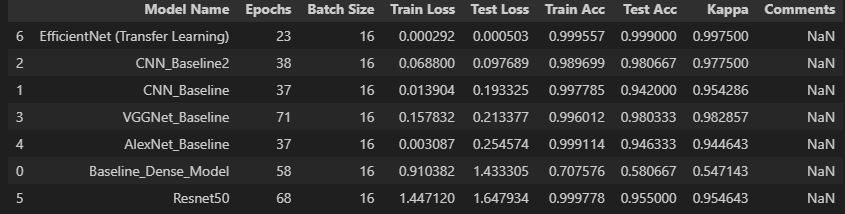 Model Name Epochs Batch Size Train Loss Test Loss Train Acc Test Acc Kappa Comments
6 EfficientNet (Transfer Learning) 23 16 0.000292 0.000503 0.999557 0.999000 0.997500 NaN
2 CNN_Baseline2 38 16 0.068800 0.097689 0.989699 0.980667 0.977500 NaN
1 CNN_Baseline 37 16 0.013904 0.193325 0.997785 0.942000 0.954286 NaN
3 VGGNet_Baseline 71 16 0.157832 0.213377 0.996012 0.980333 0.982857 NaN
4 AlexNet_Baseline 37 16 0.003087 0.254574 0.999114 0.946333 0.944643 NaN
0 Baseline_Dense_Model 58 16 0.910382 1.433305 0.707576 0.580667 0.547143 NaN
5 Resnet50 68 16 1.447120 1.647934 0.999778 0.955000 0.954643 NaN